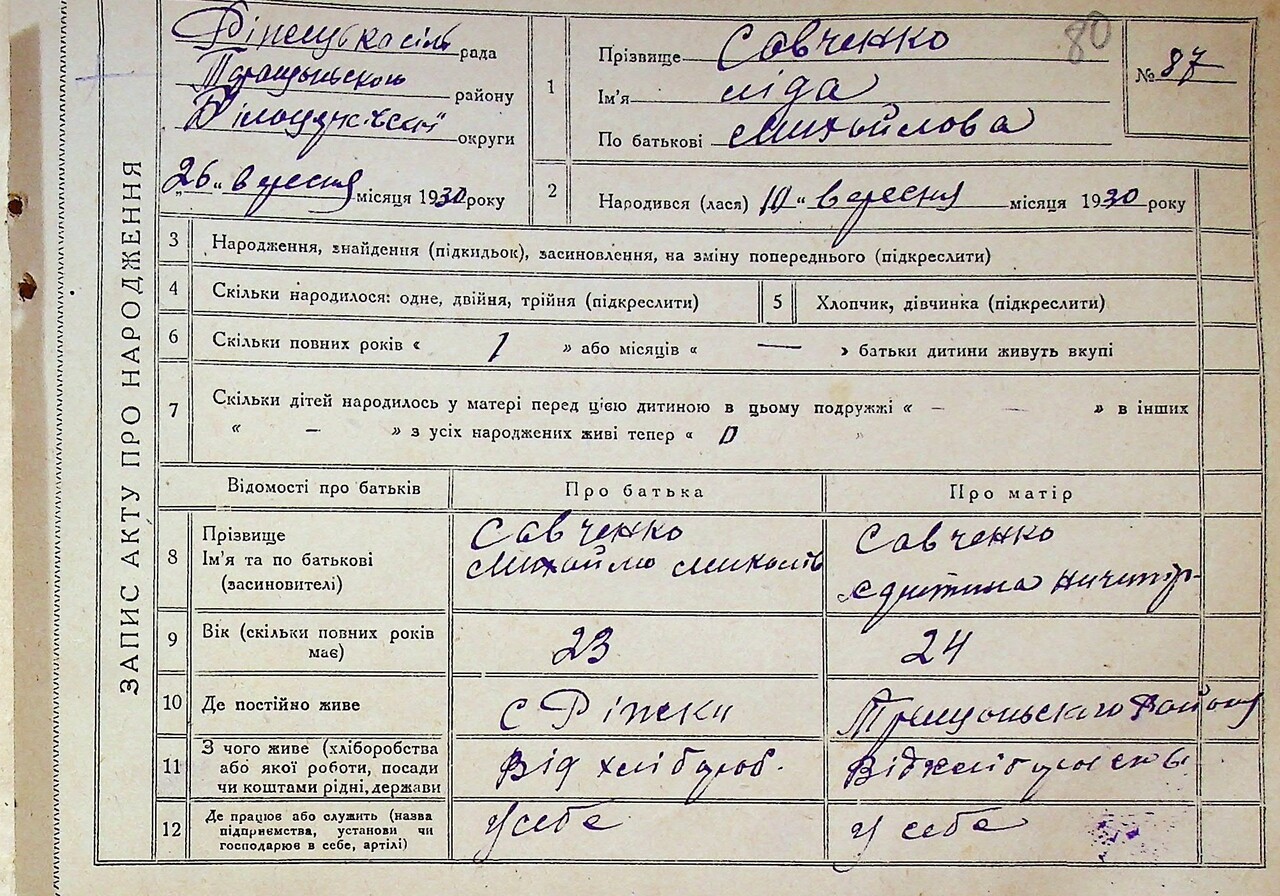 80
рада
району
Білоцерківськ округи
„26" вересня місяця 1930 року
1
Прізвище Савченко
Ім'я Ліда
По батькові Михайлова
№ 87
2
Народився (лася) 10 " вересня місяця 1930 року
ЗАПИС АКТУ ПРО НАРОДЖЕННЯ
3 Народження, знайдення (підкидьок), засиновлення, на зміну попереднього (підкреслити)
4 Скільки народилося: одне, двійня, трійня (підкреслити)
5 Хлопчик, дівчинка (підкреслити)
6 Скільки повних років « 1 » або місяців « — » батьки дитини живуть вкупі
7 Скільки дітей народилось у матері перед цією дитиною в цьому подружжі « — — » в інших
« — » з усіх народжених живі тепер « 0 »
Відомості про батьків
Про батька
Про матір
8
Прізвище
Ім'я та по батькові
(засиновителі)
Савченко
Михайло Миколів
Савченко
Ничипір-
9
Вік (скільки повних років
має)
23
24
10 Де постійно живе
с Ріжки
району
11
З чого живе (хліборобства
або якої роботи, посади
чи коштами рідні, держави
Від хлібороб.
12
Де працює або служить (назва
підприємства, установи чи
господарює в себе, артілі)
У себе
У себе